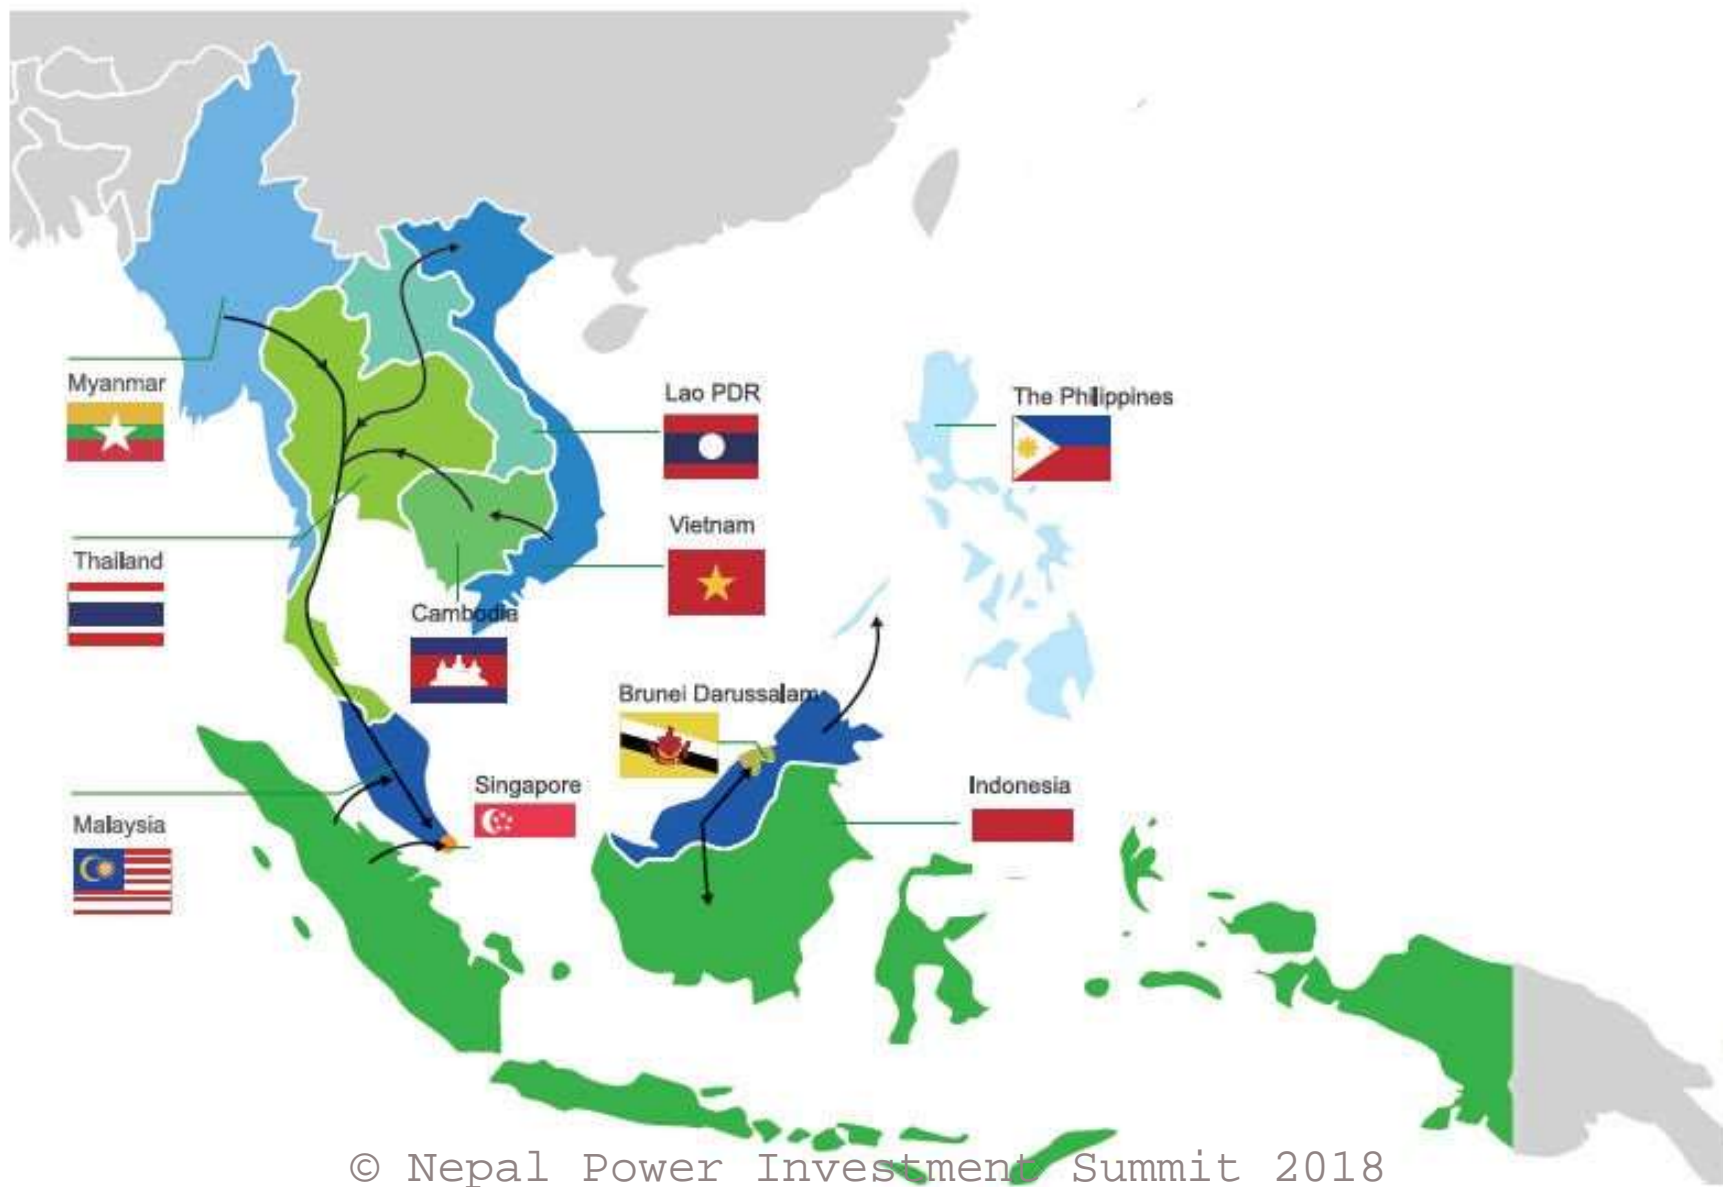 Myanmar
Lao PDR
The Philippines
Vietnam
Thailand
Cambodia
Brunei Darussalam
Singapore
Indonesia
Malaysia
© Nepal Power Investment Summit 2018